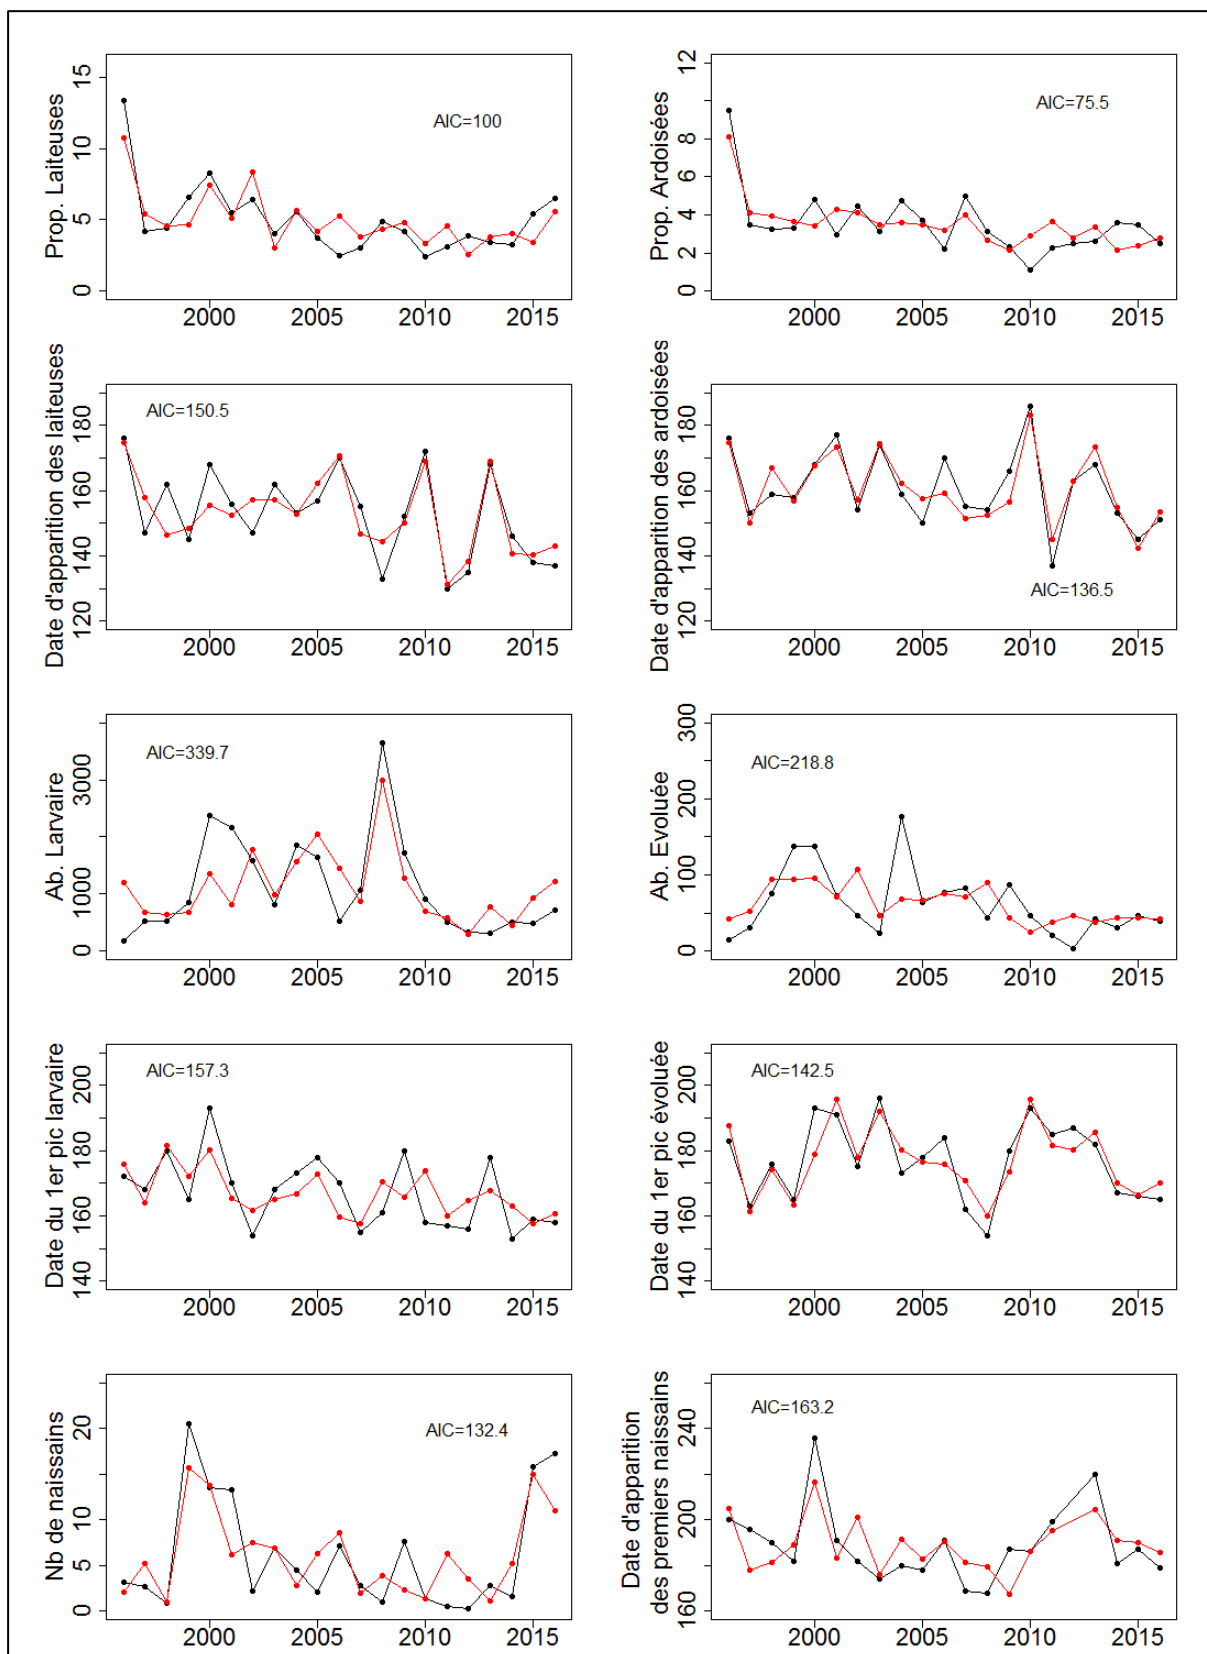 Prop. Laiteuses
15
10
5
0
AIC=100
2000 2005 2010 2015
Prop. Ardoisées
12
8
6
4
2
0
AIC=75.5
2000 2005 2010 2015
Date d'apparition des laiteuses
180
160
140
120
AIC=150.5
2000 2005 2010 2015
Date d'apparition des ardoisées
180
160
140
120
AIC=136.5
2000 2005 2010 2015
Ab. Larvaire
3000
1000
0
AIC=339.7
2000 2005 2010 2015
Ab. Evoluée
300
200
100
0
AIC=218.8
2000 2005 2010 2015
Date du 1er pic larvaire
200
180
160
140
AIC=157.3
2000 2005 2010 2015
Date du 1er pic évoluée
200
180
160
140
AIC=142.5
2000 2005 2010 2015
Nb de naissains
20
10
5
0
AIC=132.4
2000 2005 2010 2015
Date d'apparition
des premiers naissains
240
200
160
AIC=163.2
2000 2005 2010 2015